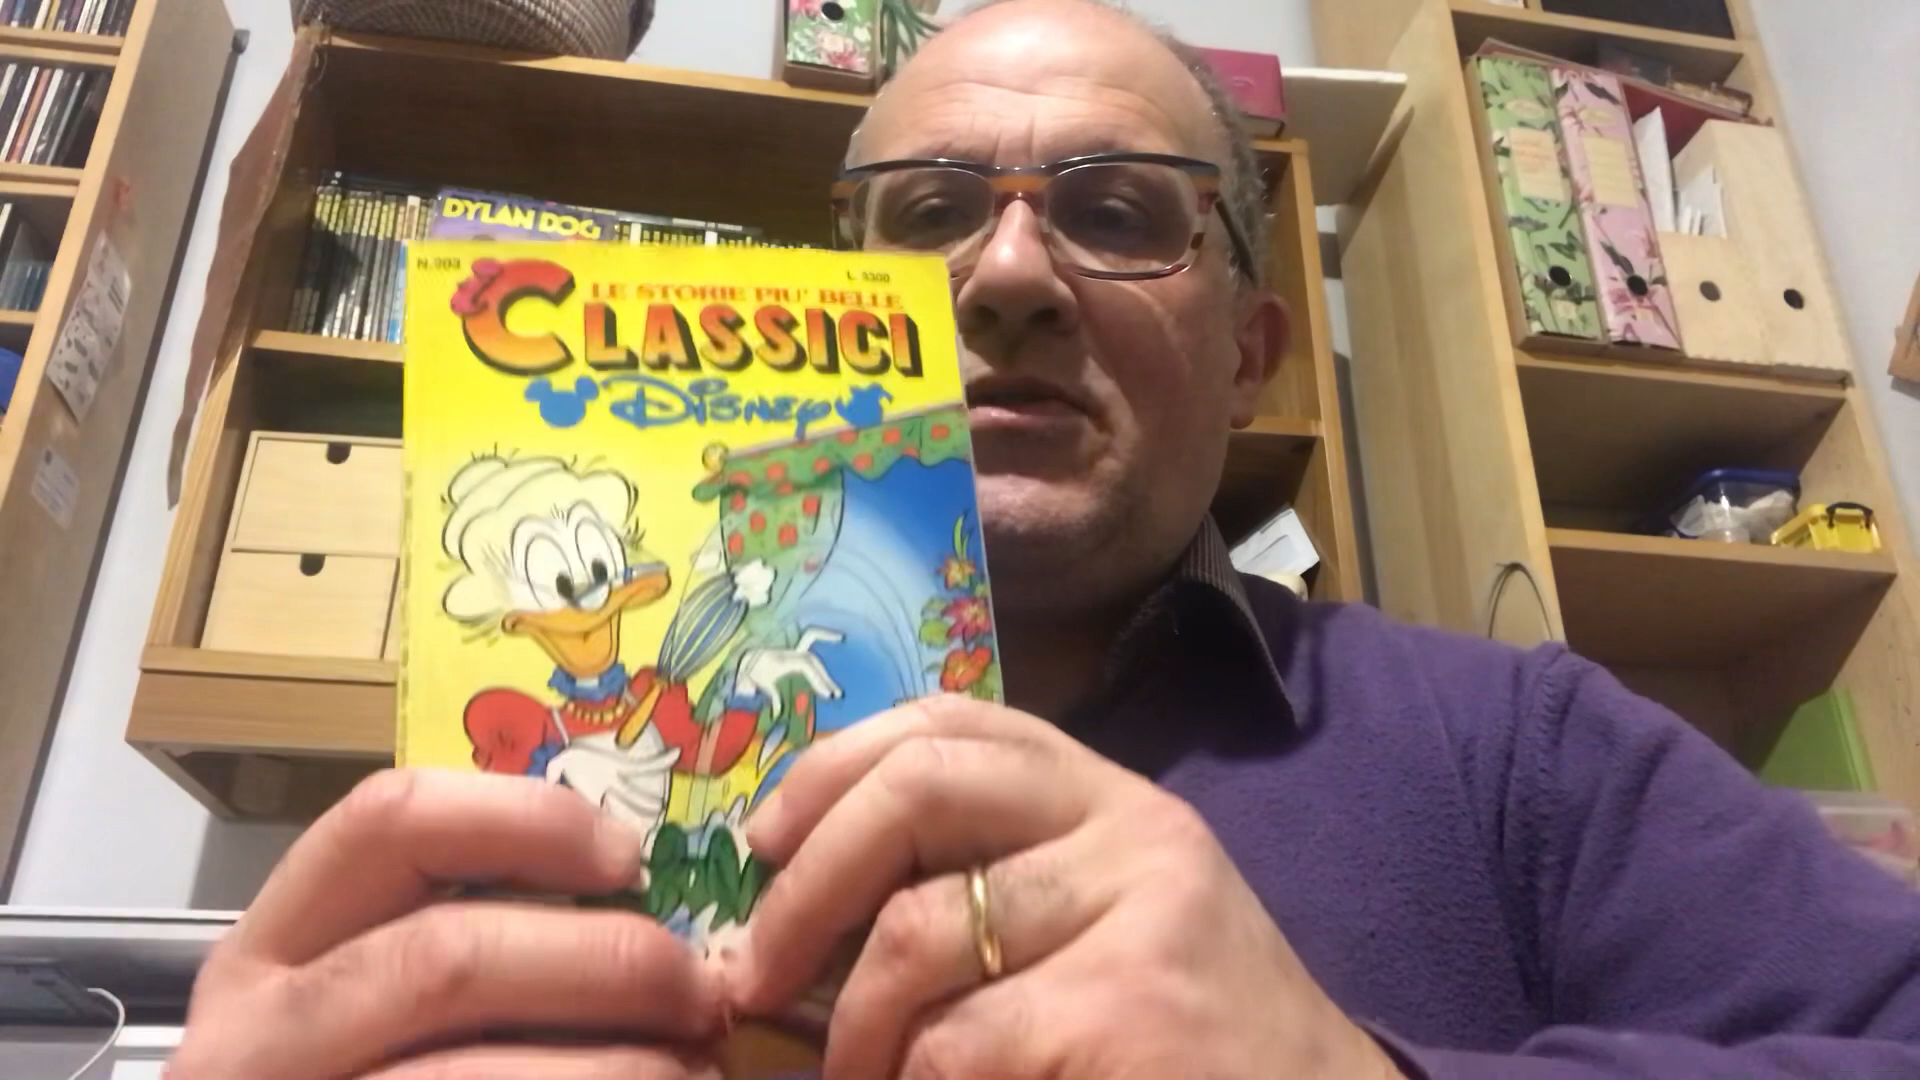 DYLAN DOG
N.203
L. 3300
LE STORIE PIU' BELLE
CLASSICI
DISNEY